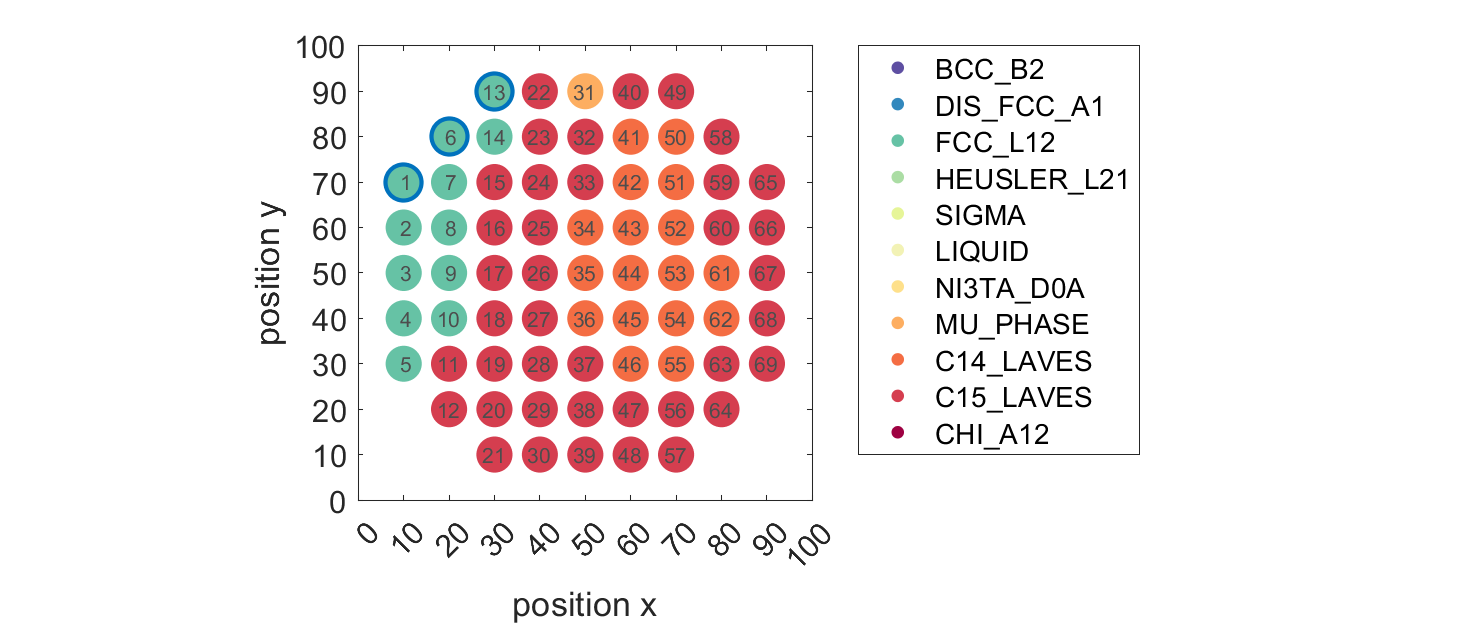 100
90
80
70
60
50
40
30
20
10
0
position y
13 22 31 40 49
6 14 23 32 41 50 58
1 7 15 24 33 42 51 59 65
2 8 16 25 34 43 52 60 66
3 9 17 26 35 44 53 61 67
4 10 18 27 36 45 54 62 68
5 11 19 28 37 46 55 63 69
12 20 29 38 47 56 64
21 30 39 48 57
0 10 20 30 40 50 60 70 80 90 100
position x
BCC_B2
DIS_FCC_A1
FCC_L12
HEUSLER_L21
SIGMA
LIQUID
NI3TA_D0A
MU_PHASE
C14_LAVES
C15_LAVES
CHI_A12